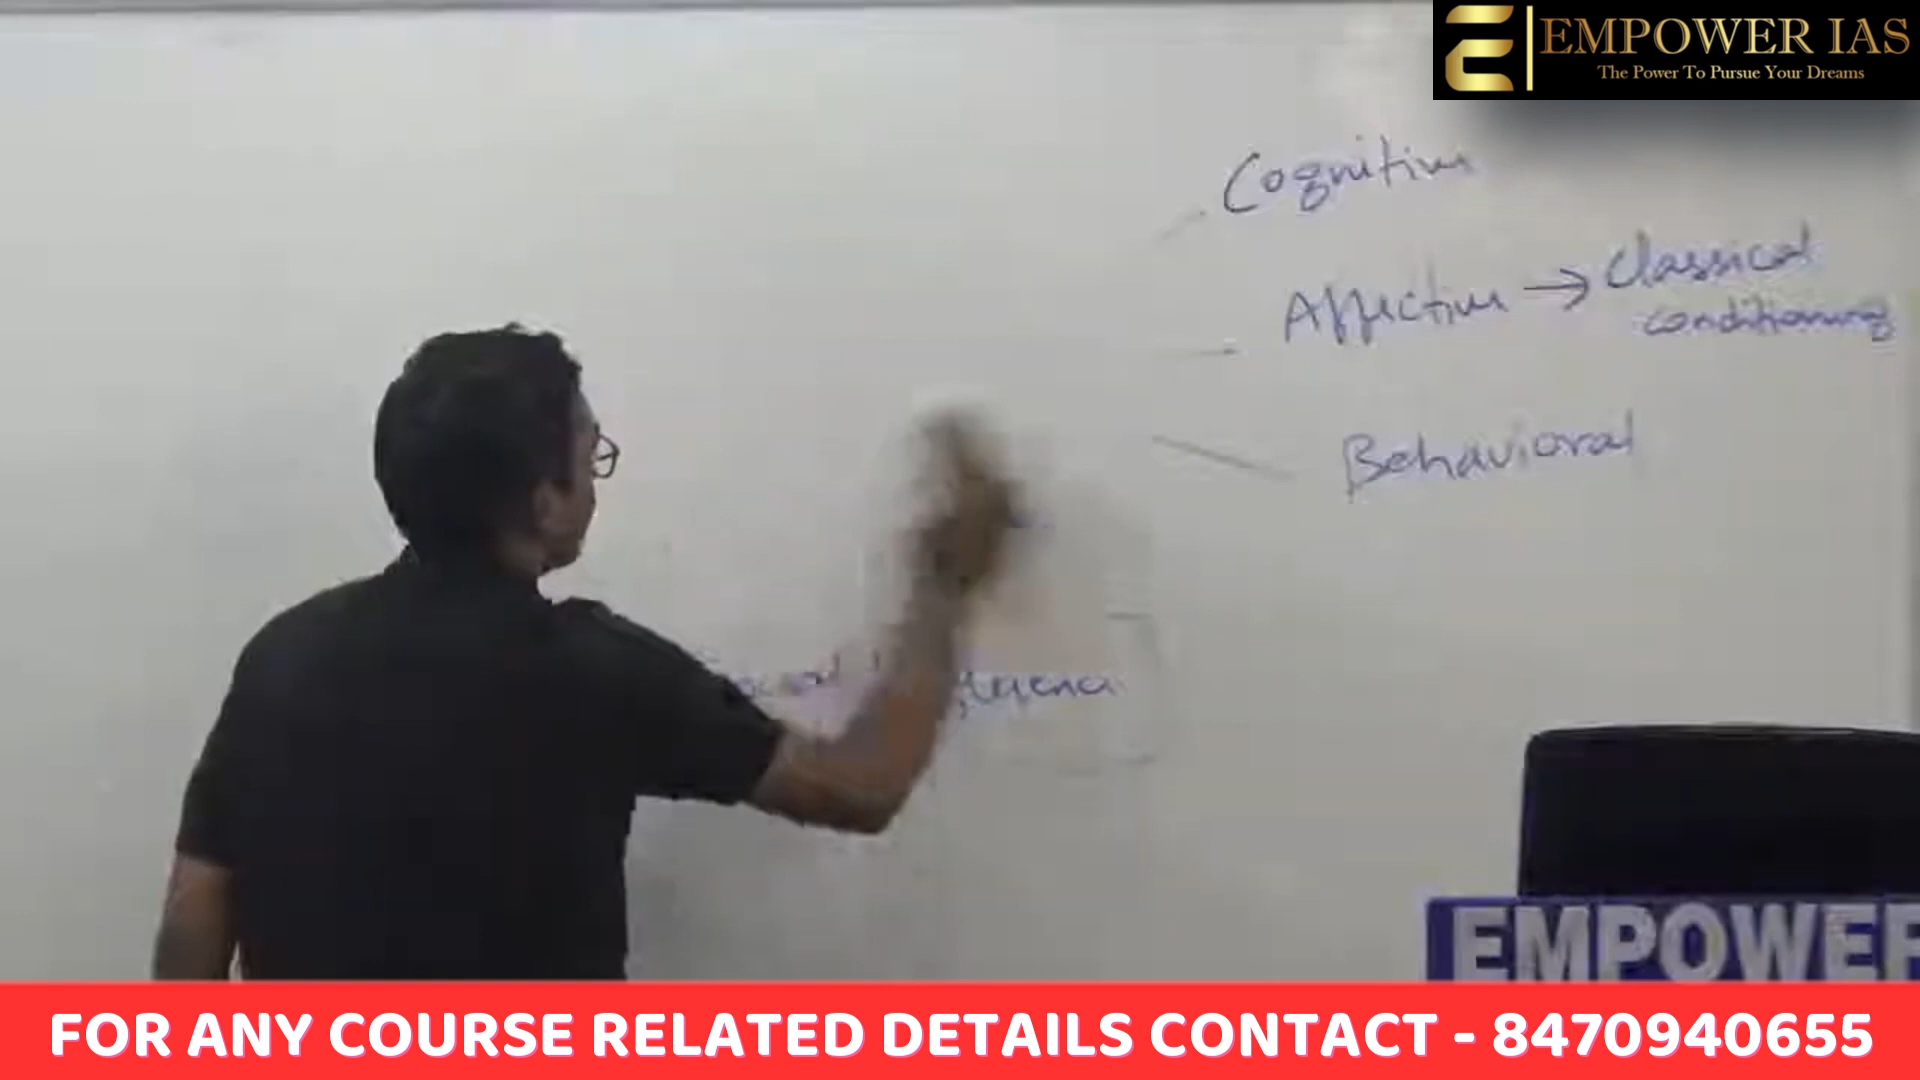 EMPOWER IAS
The Power To Pursue Your Dreams
Cognitive
Affective → Classical
conditioning
Behavioral
Social
EMPOWER
FOR ANY COURSE RELATED DETAILS CONTACT - 8470940655